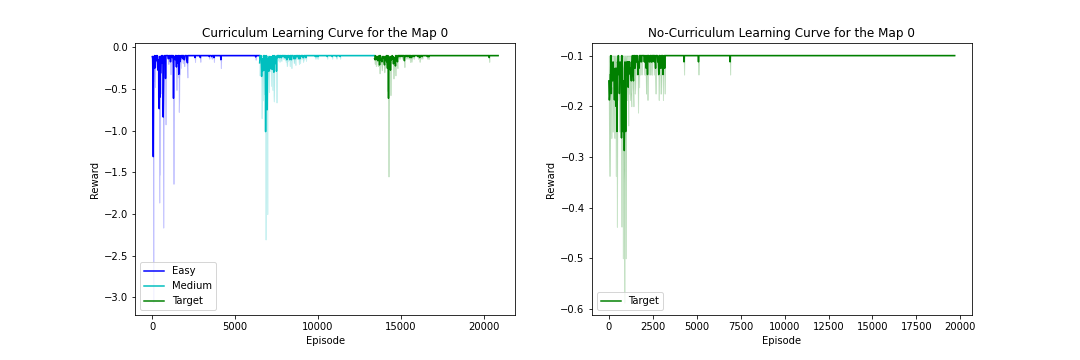 Curriculum Learning Curve for the Map 0
0.0
−0.5
−1.0
−1.5
−2.0
−2.5
−3.0
Reward
Easy
Medium
Target
0
5000
10000
15000
20000
Episode
No-Curriculum Learning Curve for the Map 0
−0.1
−0.2
−0.3
−0.4
−0.5
−0.6
Reward
Target
0
2500
5000
7500
10000
12500
15000
17500
20000
Episode